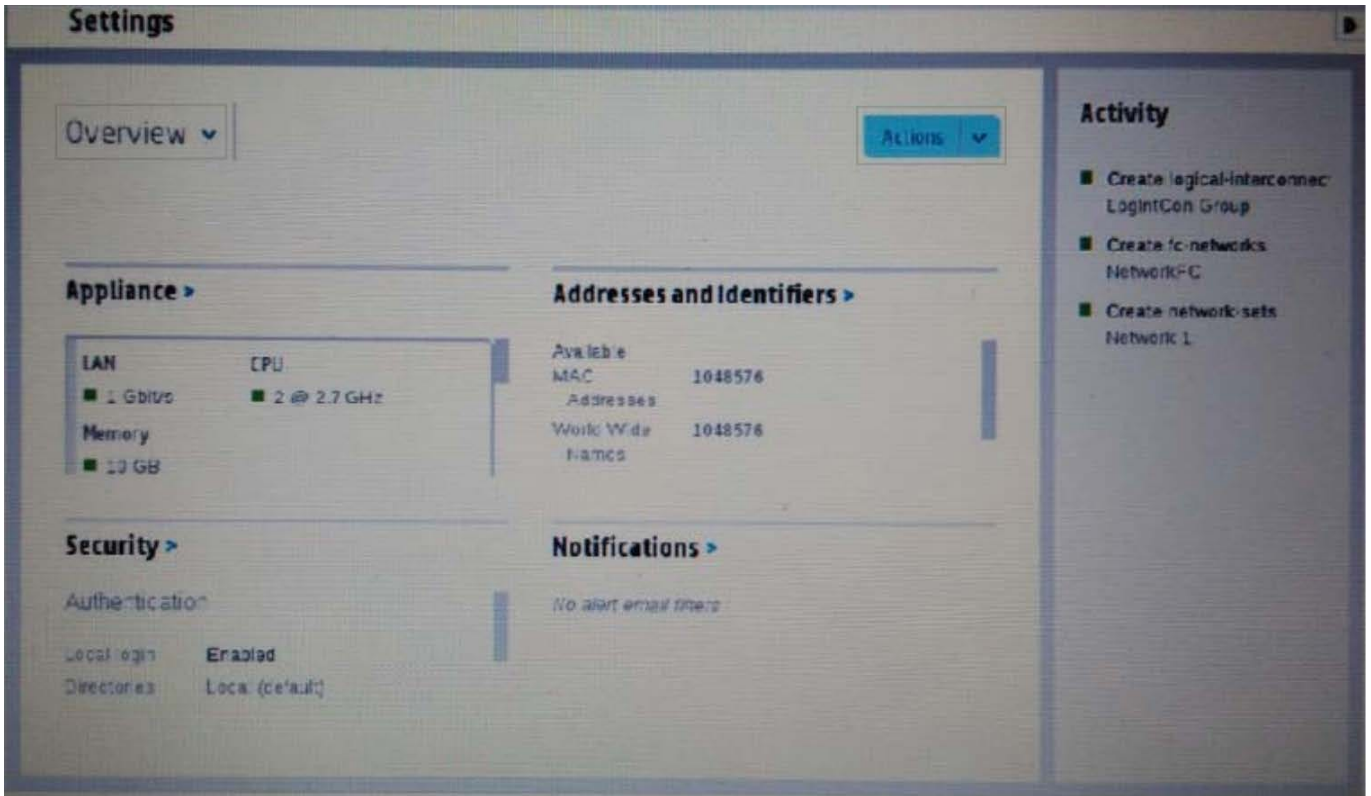 Settings
Overview
Actions
Appliance >
LAN
CPU
1 Gbit/s
2 @ 2.7 GHz
Memory
10 GB
Addresses and Identifiers >
Available
MAC 1048576
Addresses
World Wide 1048576
Names
Security >
Authentication
Local login Enabled
Directories Local (default)
Notifications >
No alert email filters
Activity
Create logical-interconnec
LogIntCon Group
Create fc-networks
NetworkFC
Create network-sets
Network 1